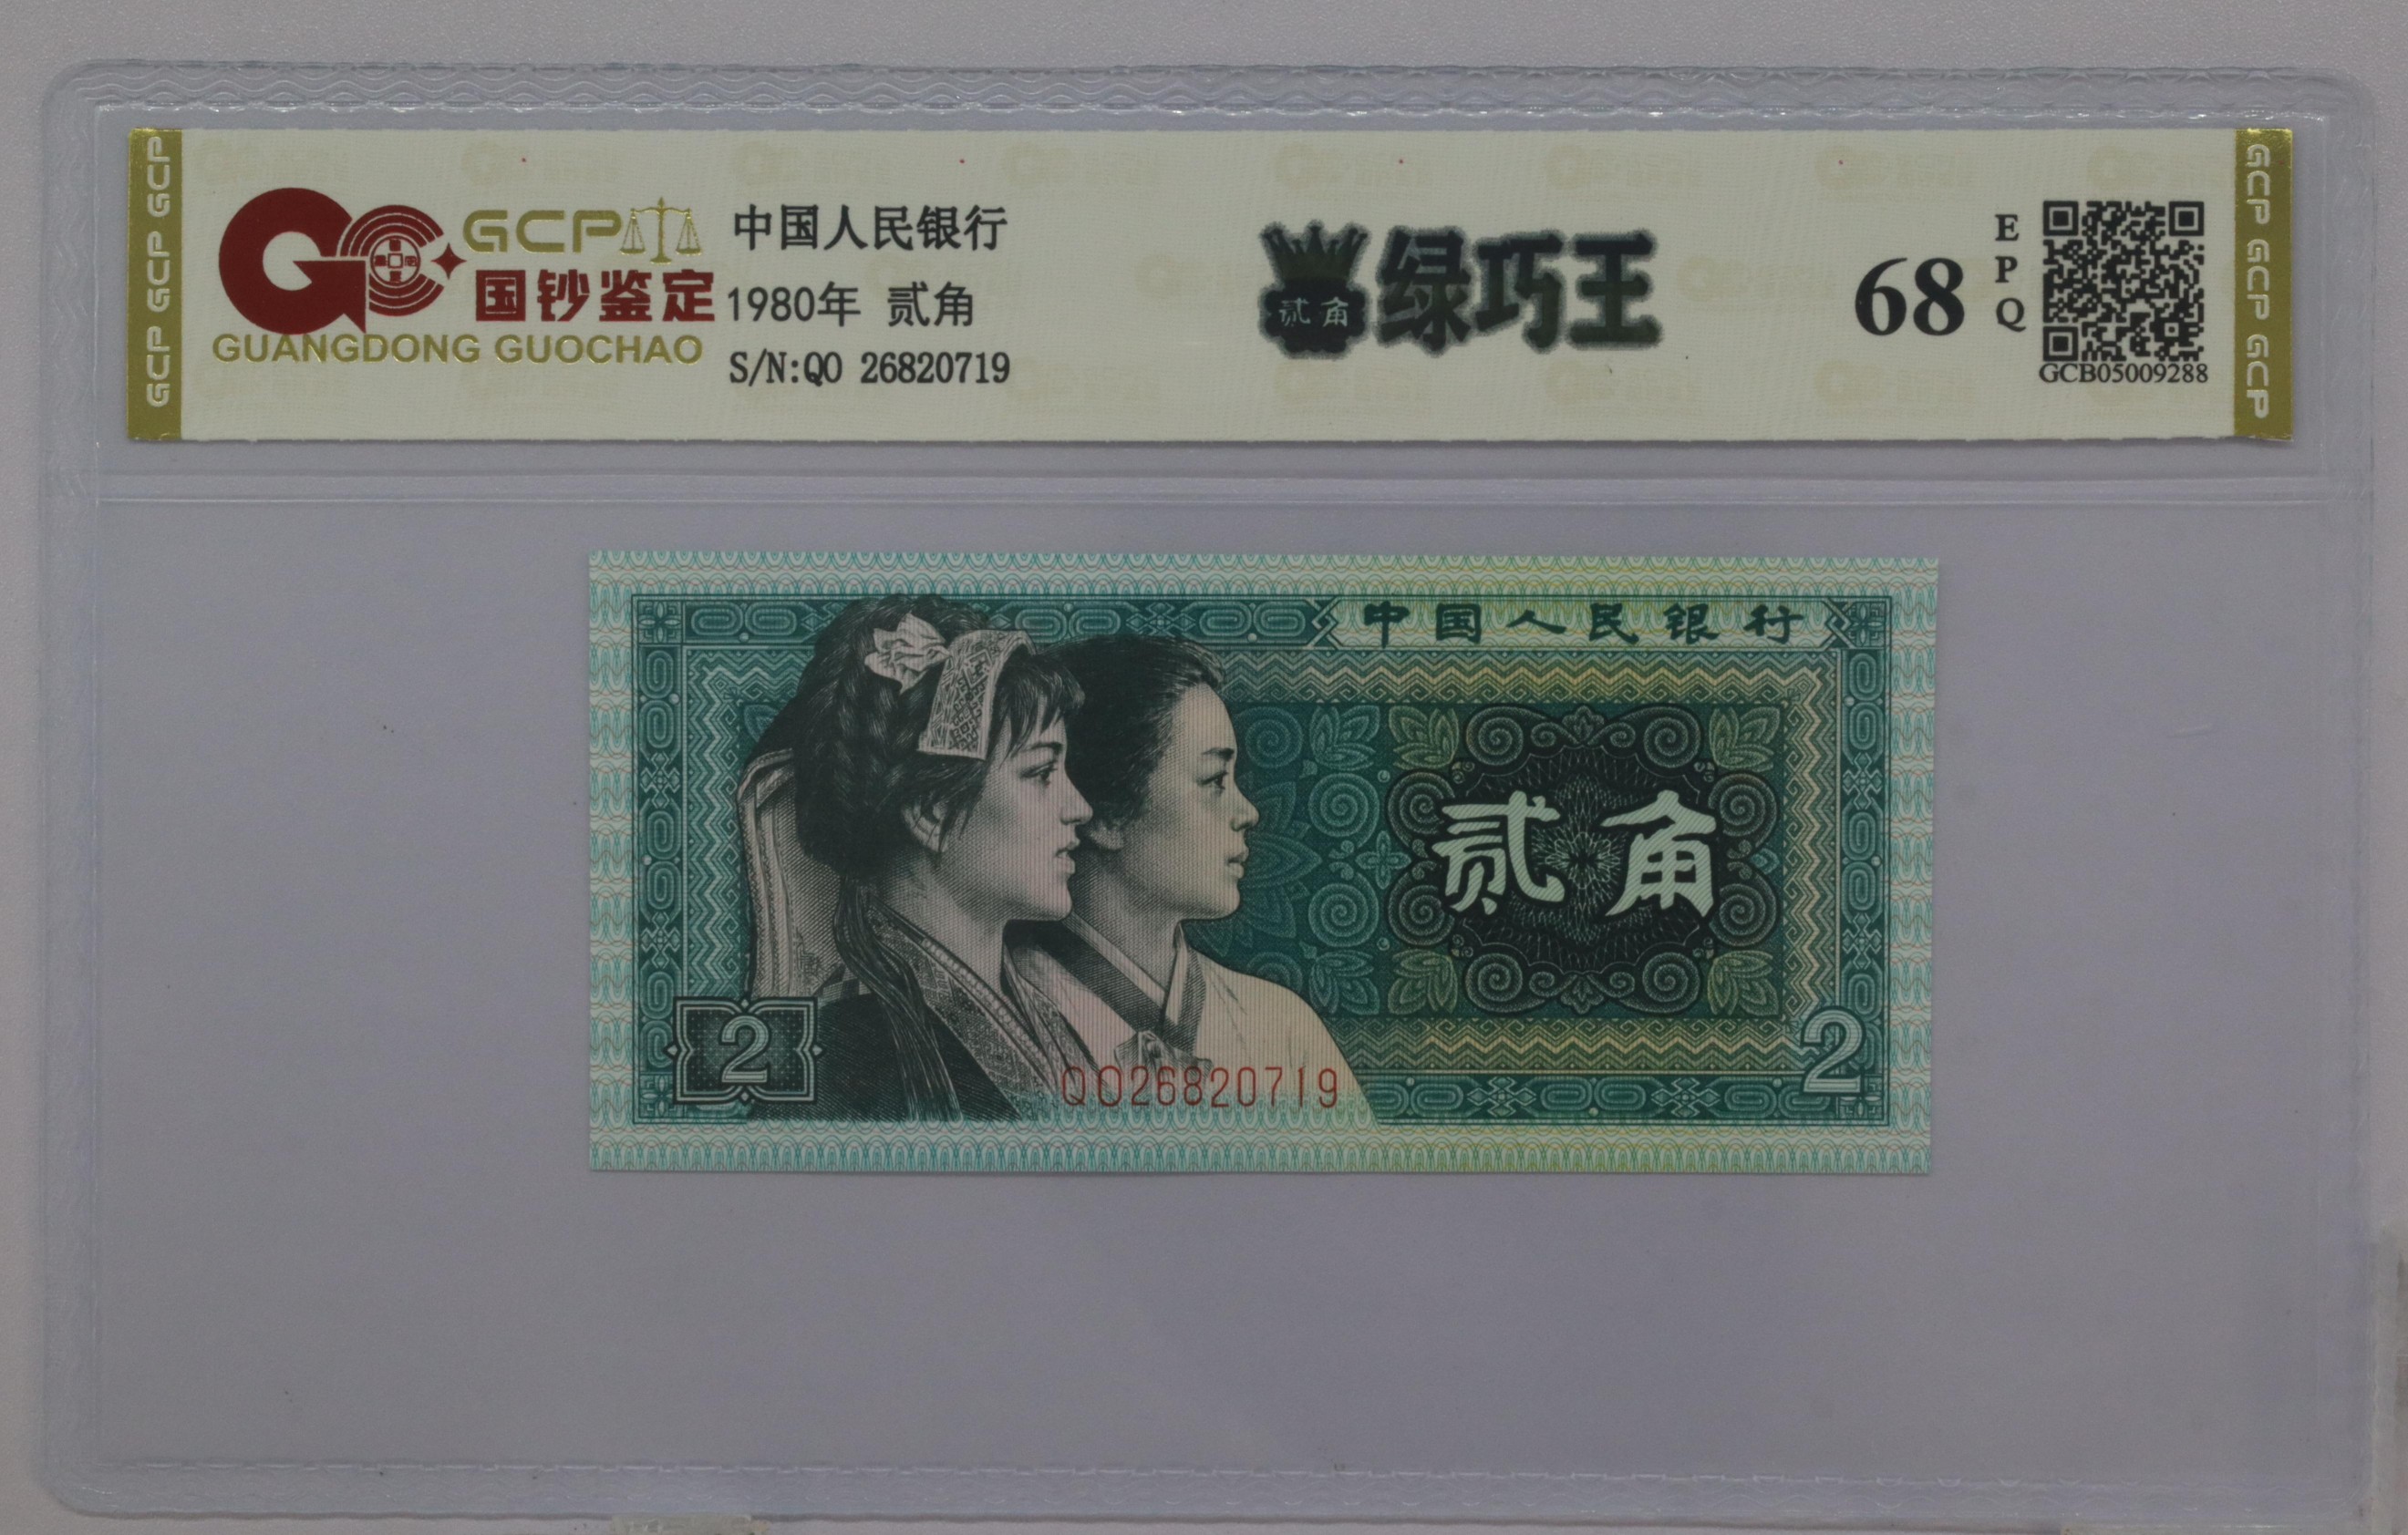 GCP GCP GCP
GCP
国钞鉴定
GUANGDONG GUOCHAO
中国人民银行
1980年 贰角
S/N:QO 26820719
贰角
绿巧王
68
EPQ
GCB05009288
GCP GCP GCP
中国人民银行
贰角
2
2
QO26820719